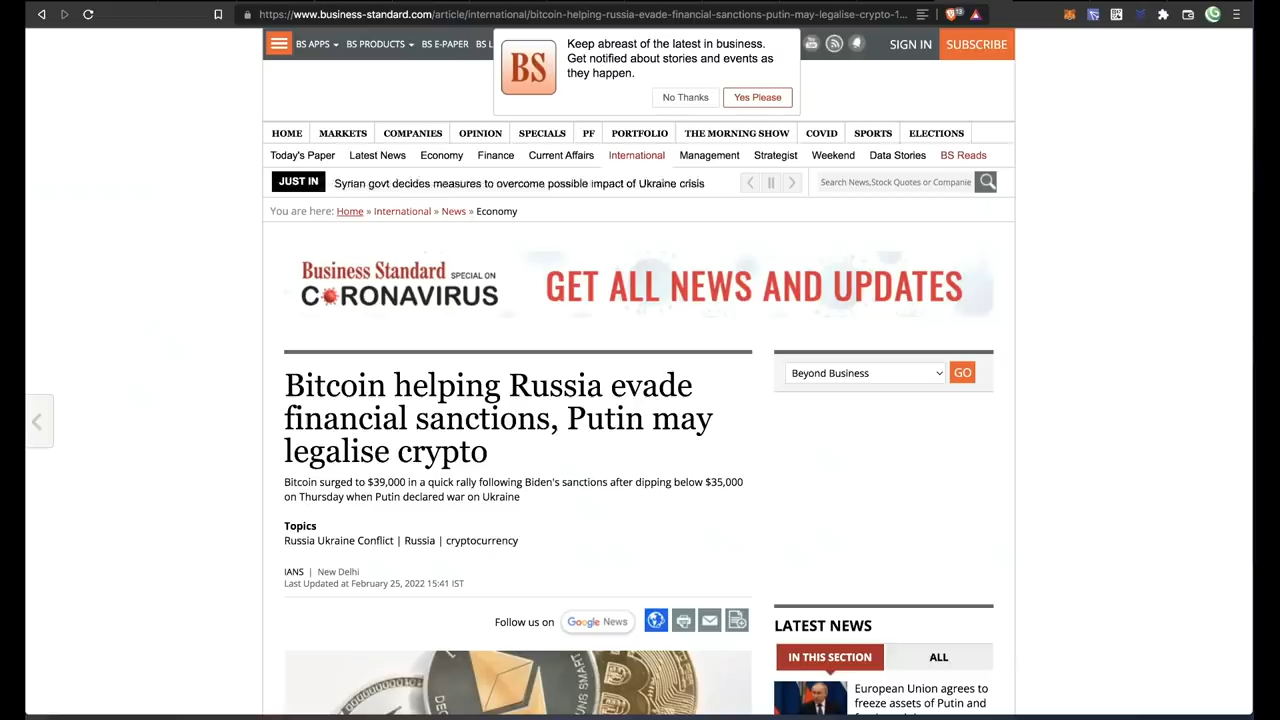 https://www.business-standard.com/article/international/bitcoin-helping-russia-evade-financial-sanctions-putin-may-legalise-crypto-1...
13
BS APPS BS PRODUCTS BS E-PAPER BS L
SIGN IN SUBSCRIBE
BS
Keep abreast of the latest in business.
Get notified about stories and events as
they happen.
No Thanks Yes Please
HOME MARKETS COMPANIES OPINION SPECIALS PF PORTFOLIO THE MORNING SHOW COVID SPORTS ELECTIONS
Today's Paper Latest News Economy Finance Current Affairs International Management Strategist Weekend Data Stories BS Reads
JUST IN Syrian govt decides measures to overcome possible impact of Ukraine crisis
Search News,Stock Quotes or Companie
You are here: Home » International » News » Economy
Business Standard SPECIAL ON
CORONAVIRUS
GET ALL NEWS AND UPDATES
Bitcoin helping Russia evade
financial sanctions, Putin may
legalise crypto
Bitcoin surged to $39,000 in a quick rally following Biden's sanctions after dipping below $35,000
on Thursday when Putin declared war on Ukraine
Topics
Russia Ukraine Conflict | Russia | cryptocurrency
IANS | New Delhi
Last Updated at February 25, 2022 15:41 IST
Follow us on Google News
Beyond Business GO
LATEST NEWS
IN THIS SECTION ALL
European Union agrees to
freeze assets of Putin and